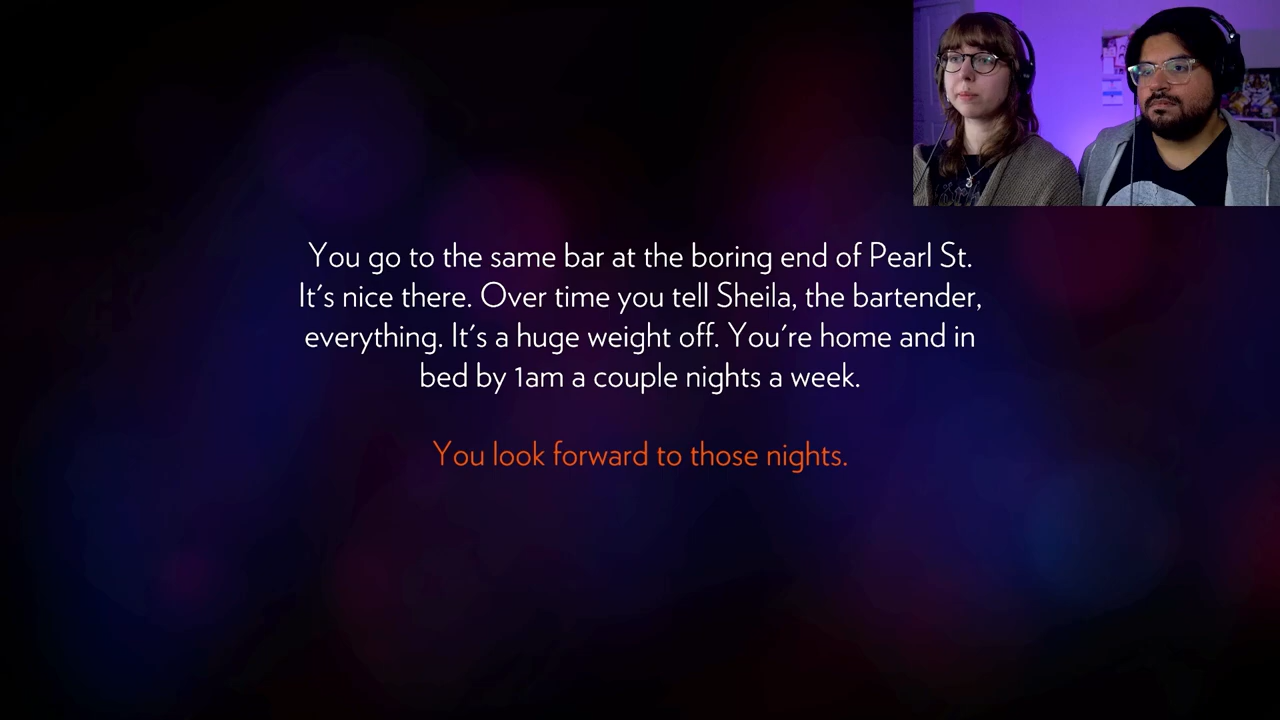 You go to the same bar at the boring end of Pearl St.
It's nice there. Over time you tell Sheila, the bartender,
everything. It's a huge weight off. You're home and in
bed by 1am a couple nights a week.
You look forward to those nights.